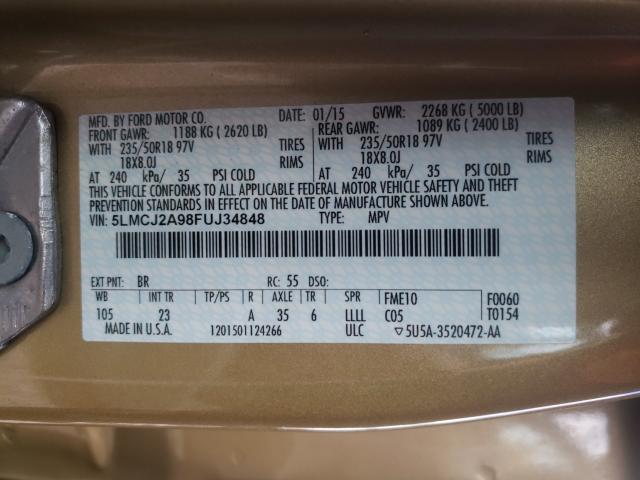 MFD. BY FORD MOTOR CO. DATE: 01/15 GVWR: 2268 KG (5000 LB)
FRONT GAWR: 1188 KG (2620 LB) REAR GAWR: 1089 KG (2400 LB)
WITH 235/50R18 97V TIRES WITH 235/50R18 97V TIRES
18X8.0J RIMS 18X8.0J RIMS
AT 240 kPa/ 35 PSI COLD AT 240 kPa/ 35 PSI COLD
THIS VEHICLE CONFORMS TO ALL APPLICABLE FEDERAL MOTOR VEHICLE SAFETY AND THEFT
PREVENTION STANDARDS IN EFFECT ON THE DATE OF MANUFACTURE SHOWN ABOVE.
VIN: 5LMCJ2A98FUJ34848 TYPE: MPV
EXT PNT: BR RC: 55 DSO:
WB INT TR TP/PS R AXLE TR SPR FME10 F0060
105 23 A 35 6 LLLL C05 T0154
MADE IN U.S.A. 1201501124266 ULC ▽5U5A-3520472-AA